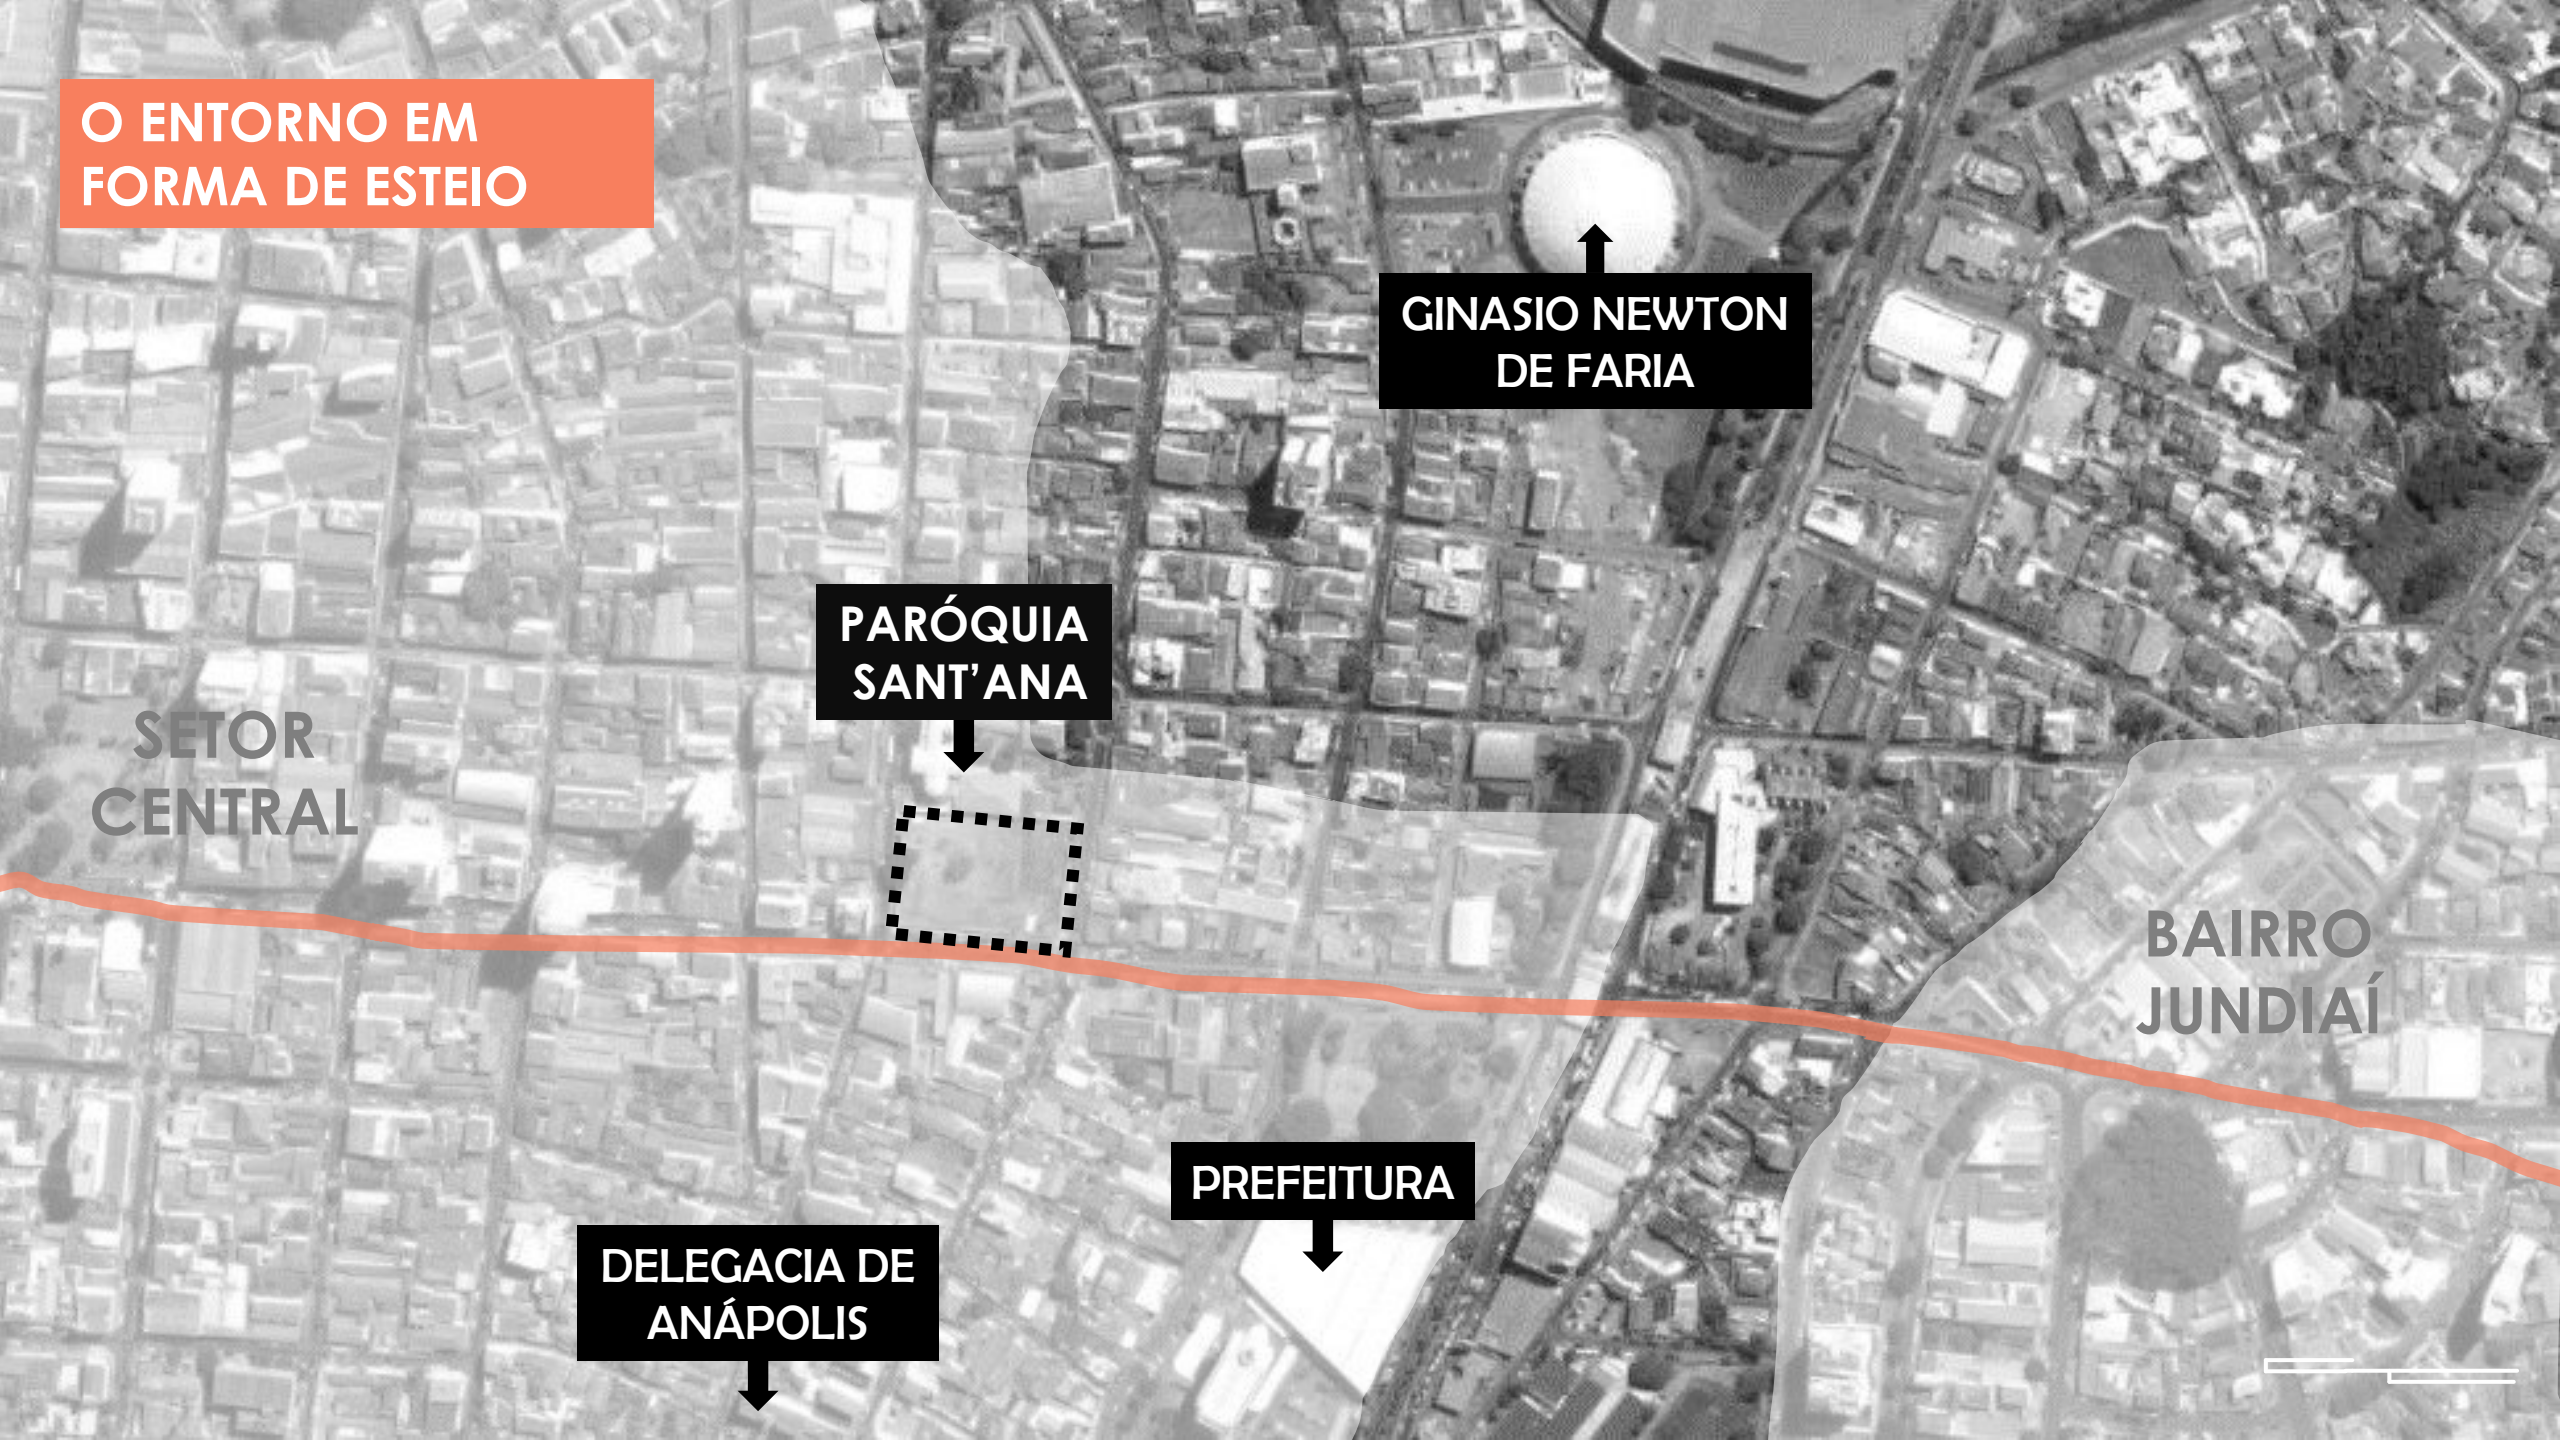 O ENTORNO EM
FORMA DE ESTEIO
GINASIO NEWTON
DE FARIA
PARÓQUIA
SANT’ANA
SETOR
CENTRAL
BAIRRO
JUNDIAÍ
PREFEITURA
DELEGACIA DE
ANÁPOLIS